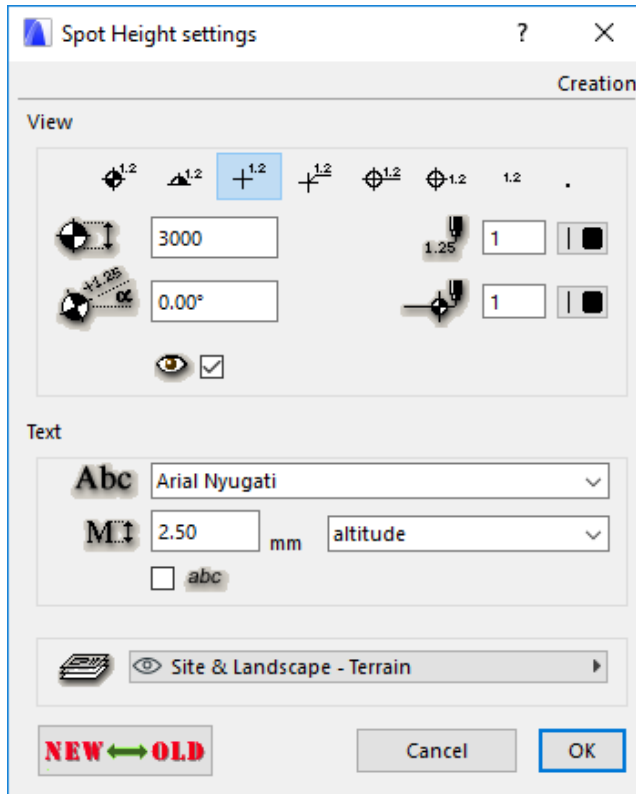 Spot Height settings
Creation
View
1.2 1.2 1.2 1.2 1.2 1.2 1.2 .
3000
1.25
1
+1.25
α
0.00°
1
Text
Abc Arial Nyugati
M 2.50 mm altitude
abc
Site & Landscape - Terrain
NEW OLD
Cancel
OK